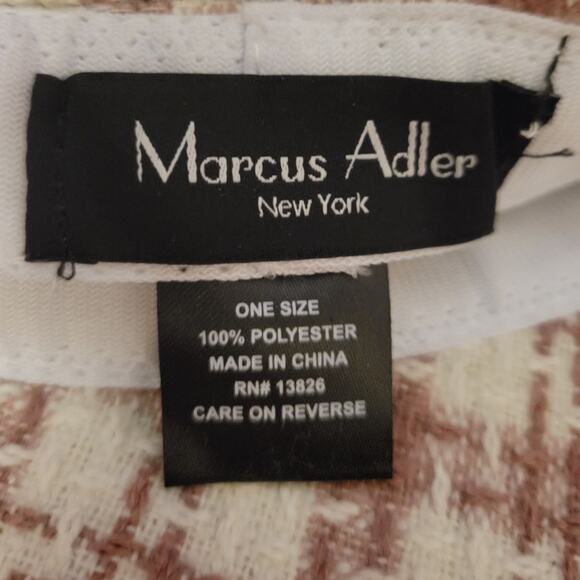 Marcus Adler
New York
ONE SIZE
100% POLYESTER
MADE IN CHINA
RN# 13826
CARE ON REVERSE